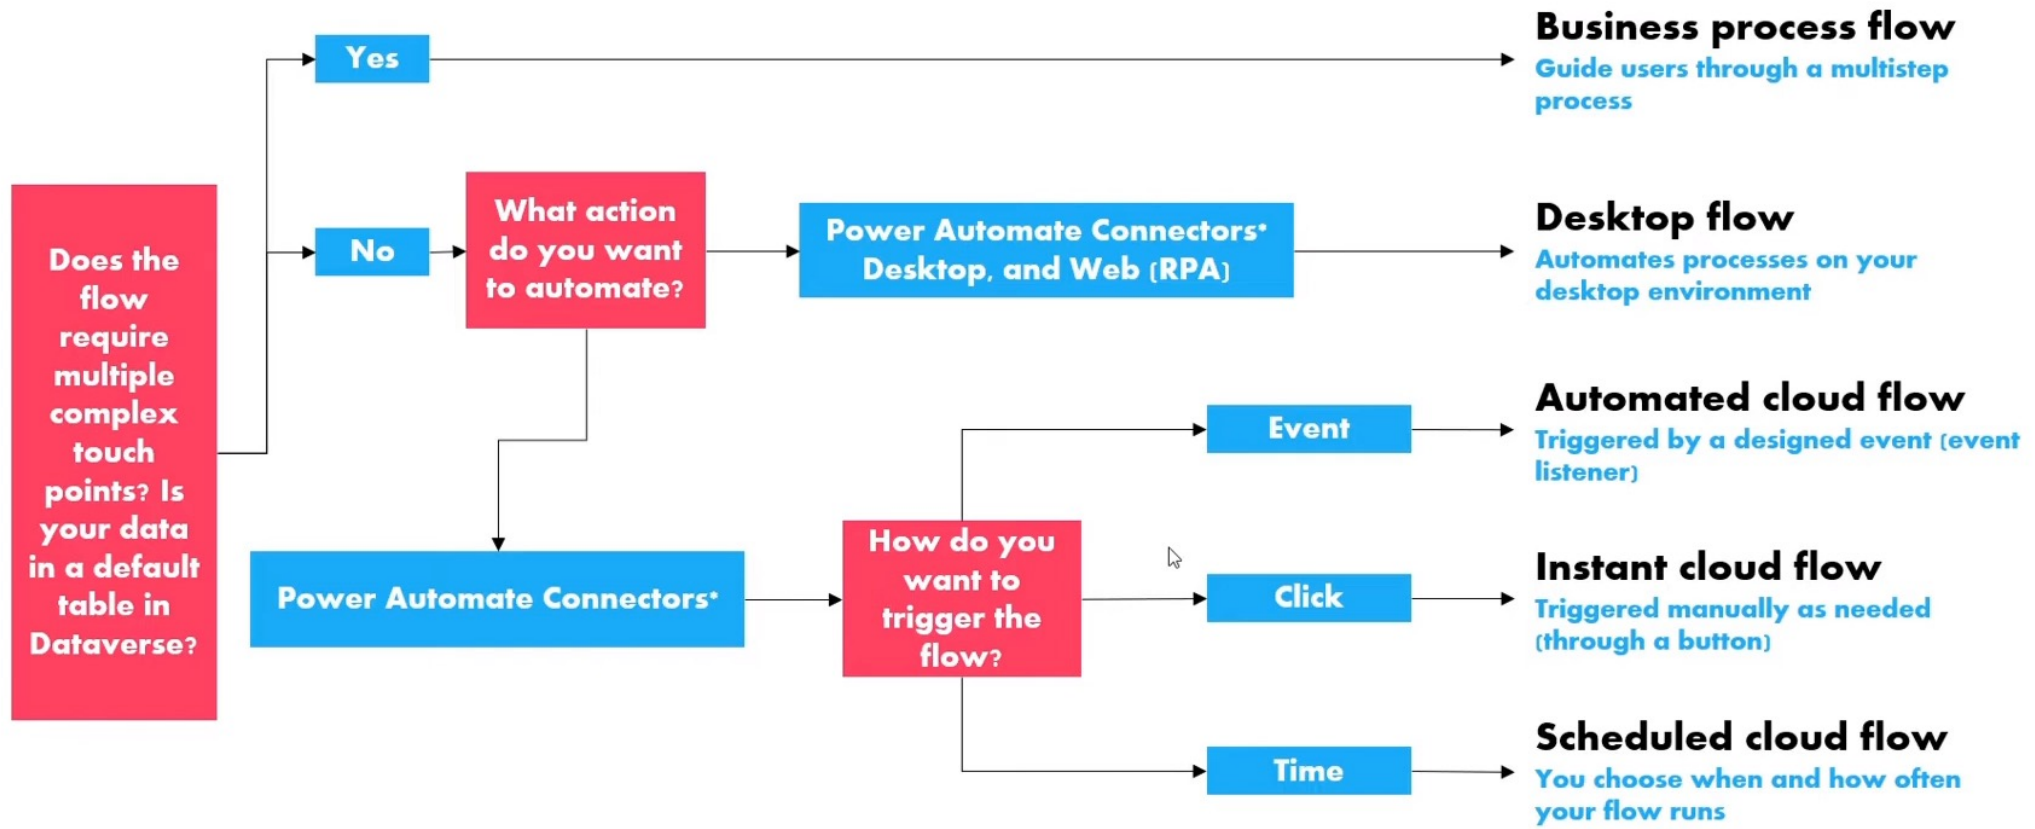 Yes
Business process flow
Guide users through a multistep
process
Does the
flow
require
multiple
complex
touch
points? Is
your data
in a default
table in
Dataverse?
No
What action
do you want
to automate?
Power Automate Connectors*
Desktop, and Web (RPA)
Desktop flow
Automates processes on your
desktop environment
Power Automate Connectors*
How do you
want to
trigger the
flow?
Event
Automated cloud flow
Triggered by a designed event (event
listener)
Click
Instant cloud flow
Triggered manually as needed
(through a button)
Time
Scheduled cloud flow
You choose when and how often
your flow runs